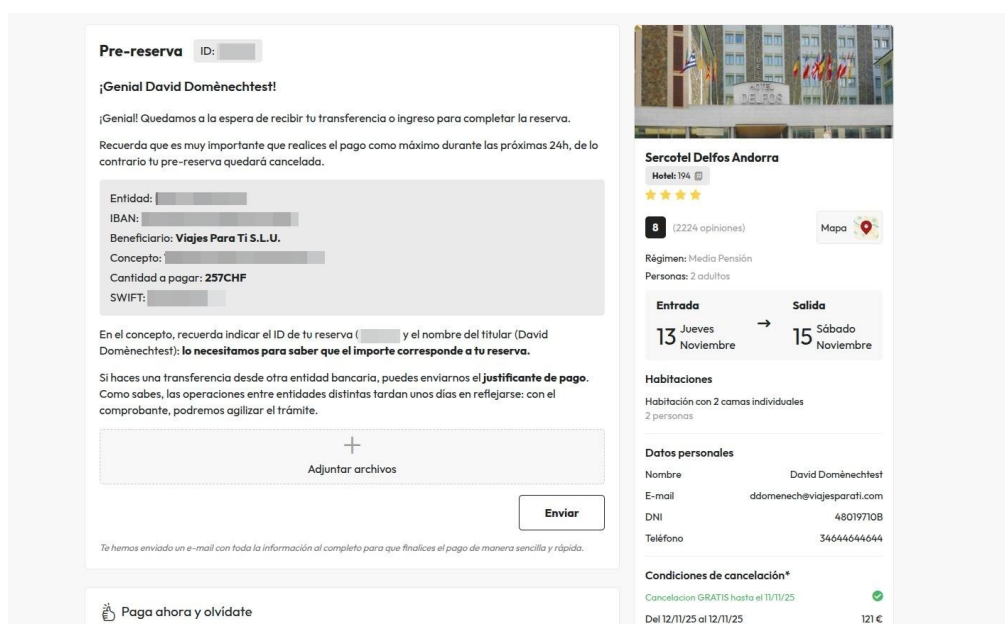 Pre-reserva ID:
¡Genial David Domènechtest!
¡Genial! Quedamos a la espera de recibir tu transferencia o ingreso para completar la reserva.
Recuerda que es muy importante que realices el pago como máximo durante las próximas 24h, de lo
contrario tu pre-reserva quedará cancelada.
Entidad:
IBAN:
Beneficiario: Viajes Para Ti S.L.U.
Concepto:
Cantidad a pagar: 257CHF
SWIFT:
En el concepto, recuerda indicar el ID de tu reserva ( y el nombre del titular (David
Domènechtest): lo necesitamos para saber que el importe corresponde a tu reserva.
Si haces una transferencia desde otra entidad bancaria, puedes enviarnos el justificante de pago.
Como sabes, las operaciones entre entidades distintas tardan unos días en reflejarse: con el
comprobante, podremos agilizar el trámite.
Adjuntar archivos
Enviar
Te hemos enviado un e-mail con toda la información al completo para que finalices el pago de manera sencilla y rápida.
Paga ahora y olvídate
HOTEL
DELFOS
Sercotel Delfos Andorra
Hotel: 194
8 (2224 opiniones) Mapa
Régimen: Media Pensión
Personas: 2 adultos
Entrada Salida
13 Jueves Noviembre → 15 Sábado Noviembre
Habitaciones
Habitación con 2 camas individuales
2 personas
Datos personales
Nombre David Domènechtest
E-mail ddomenech@viajesparati.com
DNI 48019710B
Teléfono 34644644644
Condiciones de cancelación*
Cancelacion GRATIS hasta el 11/11/25
Del 12/11/25 al 12/11/25 121 €